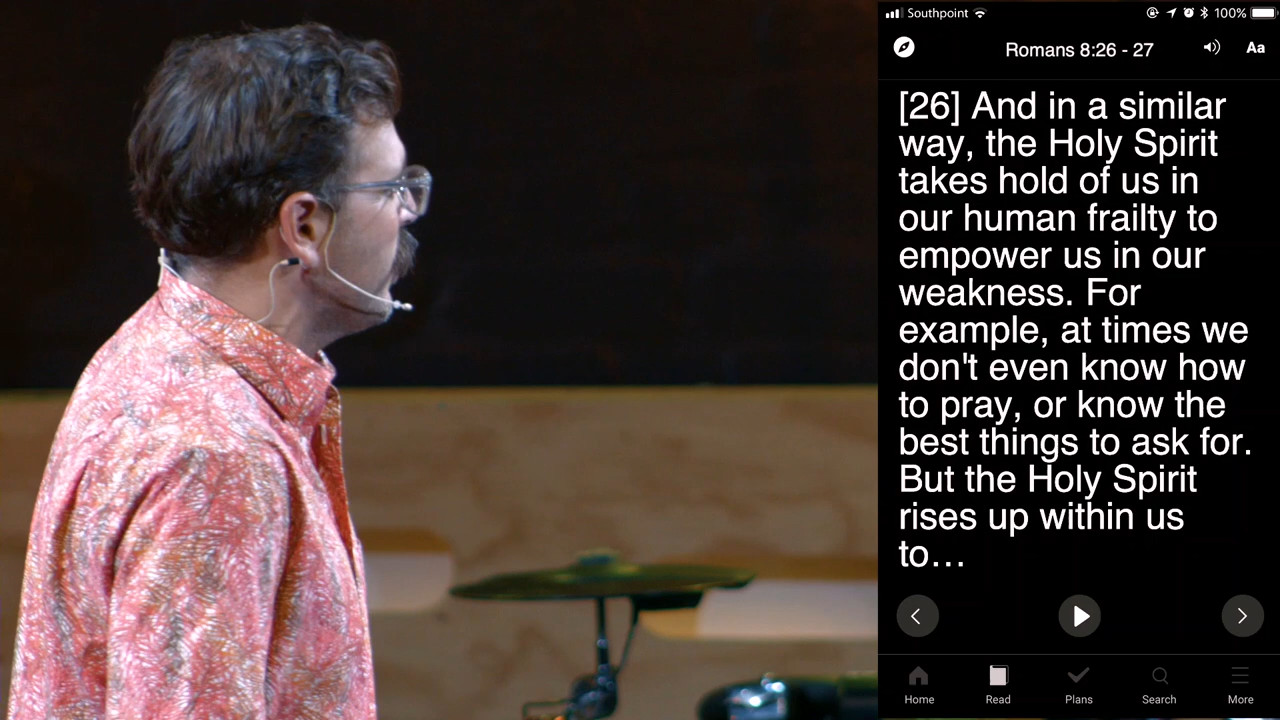 Southpoint 100%
Romans 8:26 - 27 Aa
[26] And in a similar
way, the Holy Spirit
takes hold of us in
our human frailty to
empower us in our
weakness. For
example, at times we
don't even know how
to pray, or know the
best things to ask for.
But the Holy Spirit
rises up within us
to…
Home Read Plans Search More